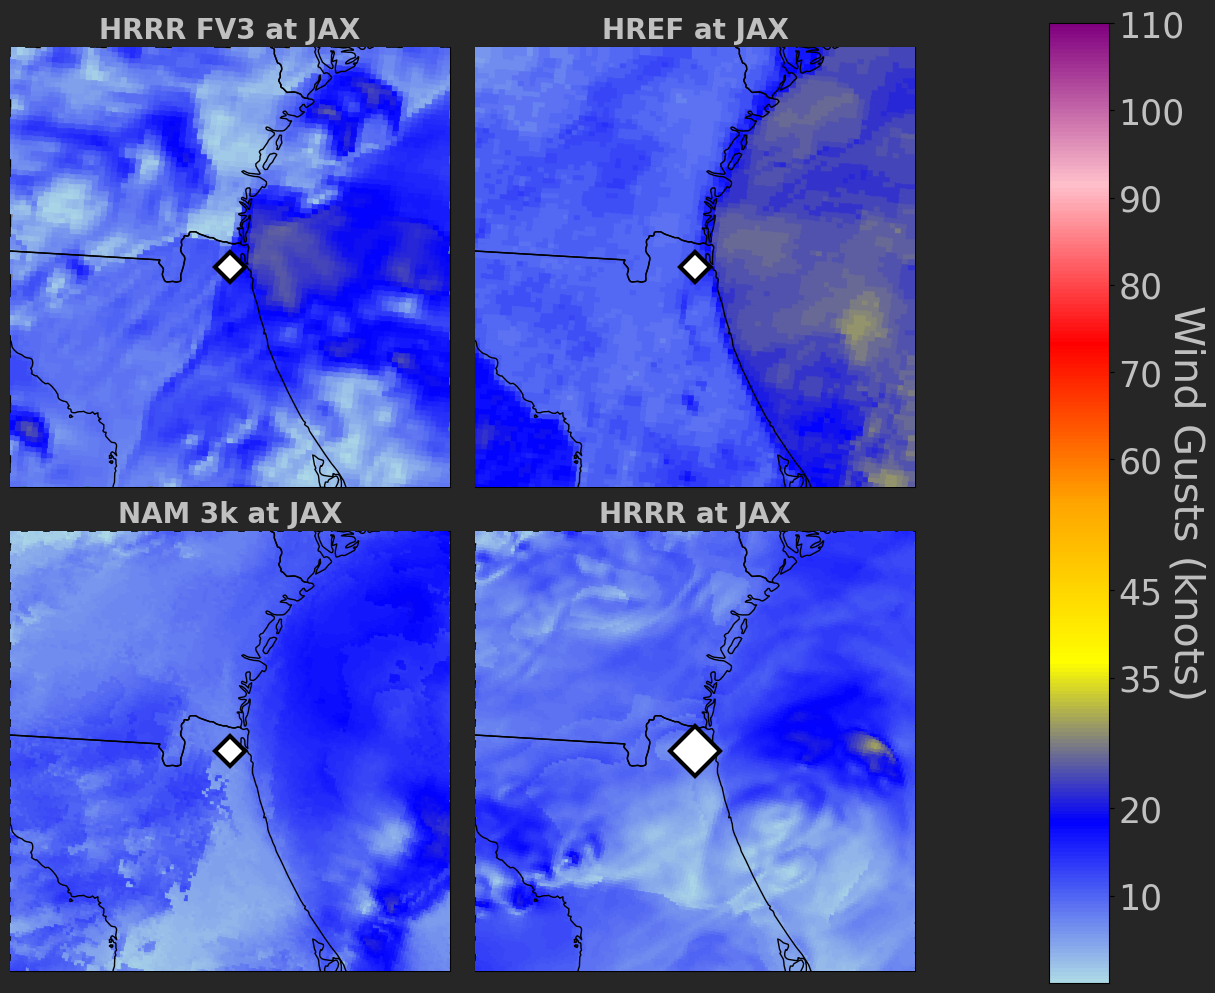 HRRR FV3 at JAX
HREF at JAX
NAM 3k at JAX
HRRR at JAX
110
100
90
80
70
60
45
35
20
10
Wind Gusts (knots)